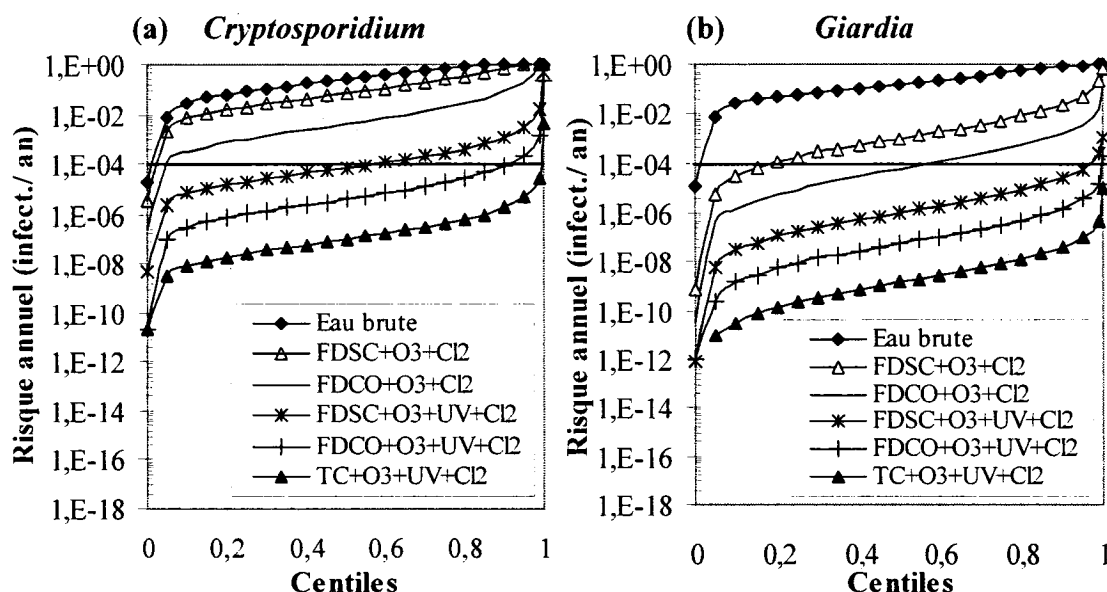 (a) Cryptosporidium
Risque annuel (infect./ an)
1,E+00
1,E-02
1,E-04
1,E-06
1,E-08
1,E-10
1,E-12
1,E-14
1,E-16
1,E-18
Eau brute
FDSC+O3+Cl2
FDCO+O3+Cl2
FDSC+O3+UV+Cl2
FDCO+O3+UV+Cl2
TC+O3+UV+Cl2
0 0,2 0,4 0,6 0,8 1
Centiles
(b) Giardia
Risque annuel (infect./ an)
1,E+00
1,E-02
1,E-04
1,E-06
1,E-08
1,E-10
1,E-12
1,E-14
1,E-16
1,E-18
Eau brute
FDSC+O3+Cl2
FDCO+O3+Cl2
FDSC+O3+UV+Cl2
FDCO+O3+UV+Cl2
TC+O3+UV+Cl2
0 0,2 0,4 0,6 0,8 1
Centiles